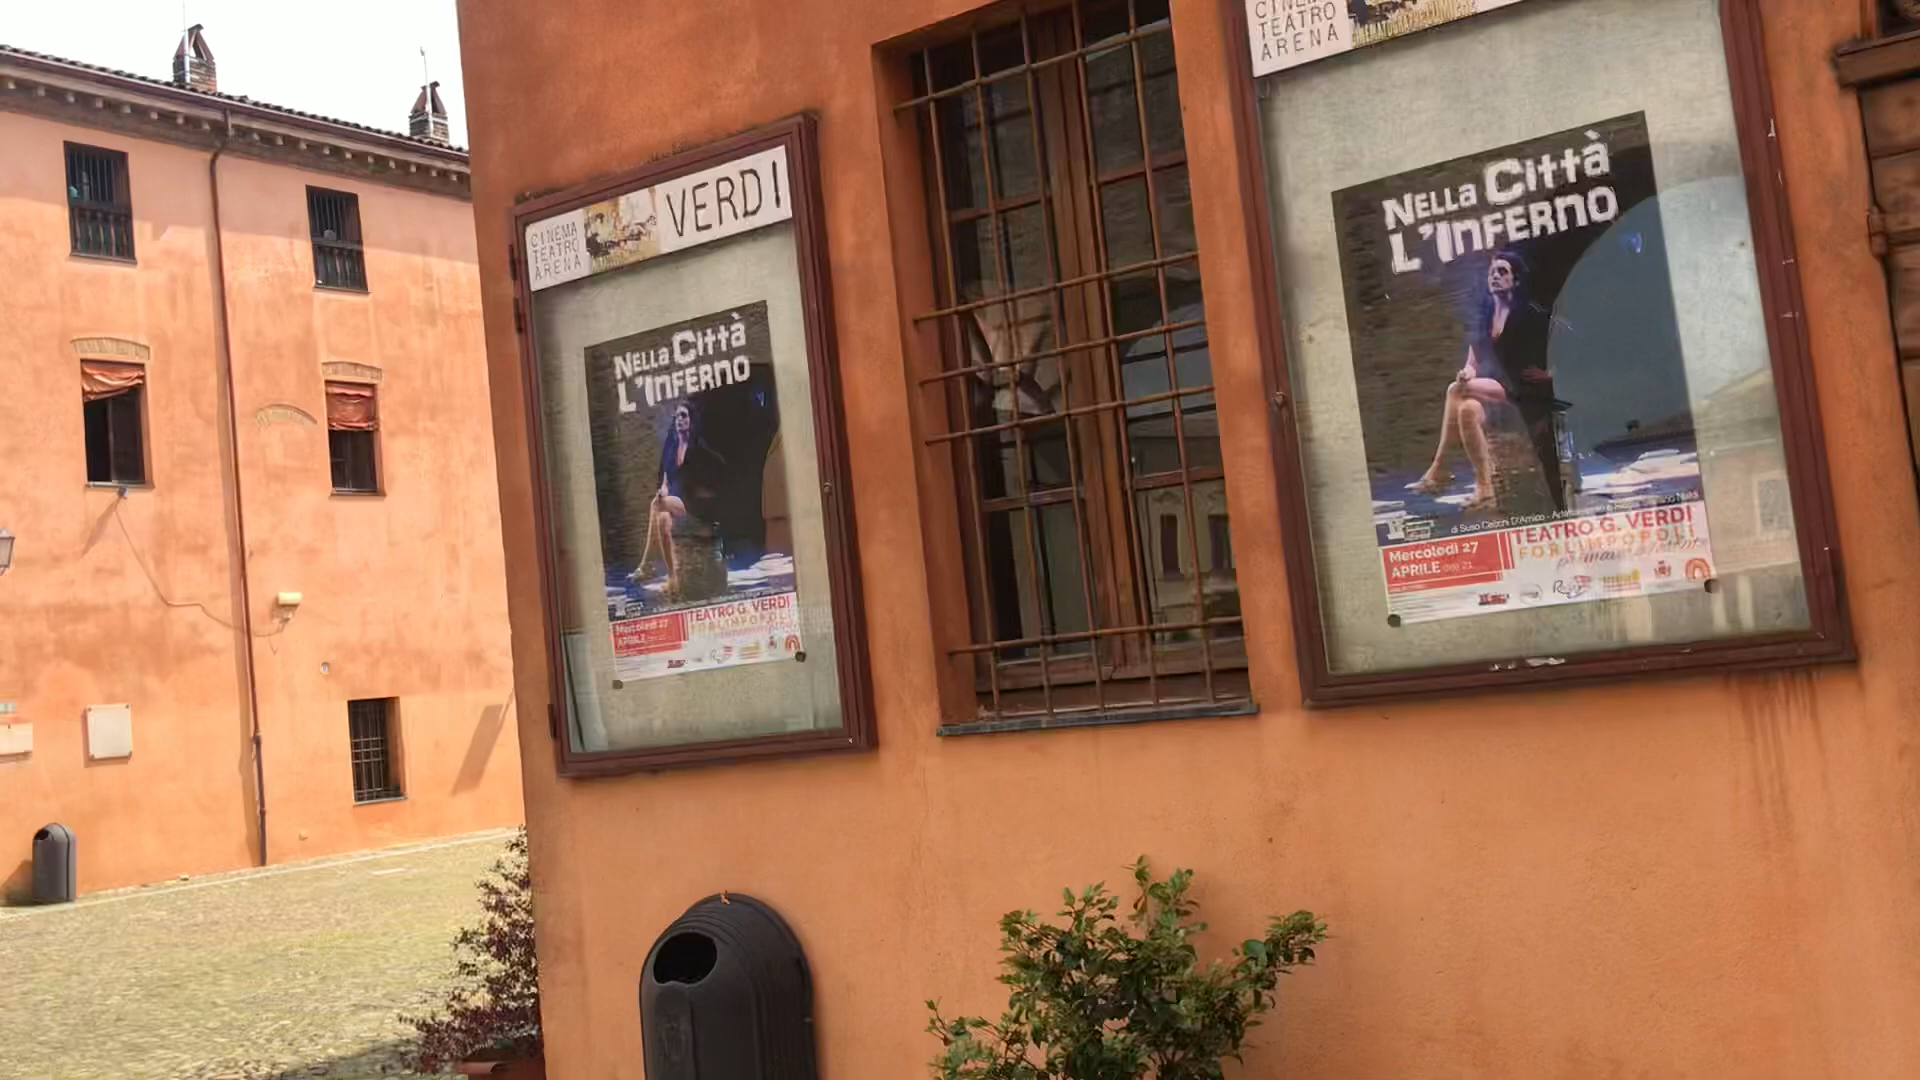 CINEMA
TEATRO
ARENA
VERDI
NELLA CITTÀ
L'INFERNO
TEATRO G. VERDI
FORLIMPOPOLI
Mercoledì 27
APRILE
CINEMA
TEATRO
ARENA
NELLA CITTÀ
L'INFERNO
di Suso Cecchi D'Amico
TEATRO G. VERDI
FORLIMPOPOLI
Mercoledì 27
APRILE ore 21